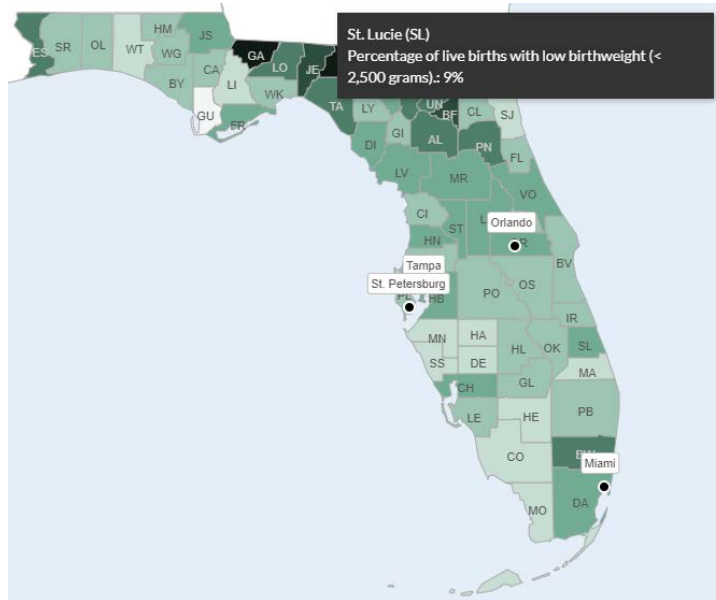 St. Lucie (SL)
Percentage of live births with low birthweight (<
2,500 grams).: 9%
ES
SR
OL
WT
HM
WG
BY
JS
CA
GU
LI
GA
LO
WK
JE
TA
LY
DI
GI
UN
BF
CL
SJ
AL
PN
FL
LV
MR
VO
CI
ST
HN
Orlando
BV
Tampa
St. Petersburg
HB
PO
OS
IR
MN
HA
SS
DE
HL
OK
SL
MA
CH
GL
LE
HE
PB
CO
Miami
MO
DA